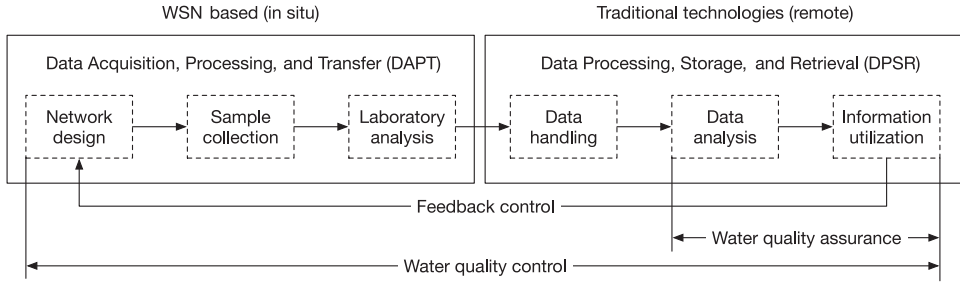 WSN based (in situ)
Traditional technologies (remote)
Data Acquisition, Processing, and Transfer (DAPT)
Data Processing, Storage, and Retrieval (DPSR)
Network
design
Sample
collection
Laboratory
analysis
Data
handling
Data
analysis
Information
utilization
Feedback control
Water quality assurance
Water quality control